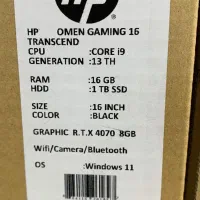 hp
HP OMEN GAMING 16
TRANSCEND
CPU :CORE i9
GENERATION :13 TH
RAM :16 GB
HDD :1 TB SSD
SIZE :16 INCH
COLOR :BLACK
GRAPHIC R.T.X 4070 8GB
Wifi/Camera/Bluetooth
OS :Windows 11